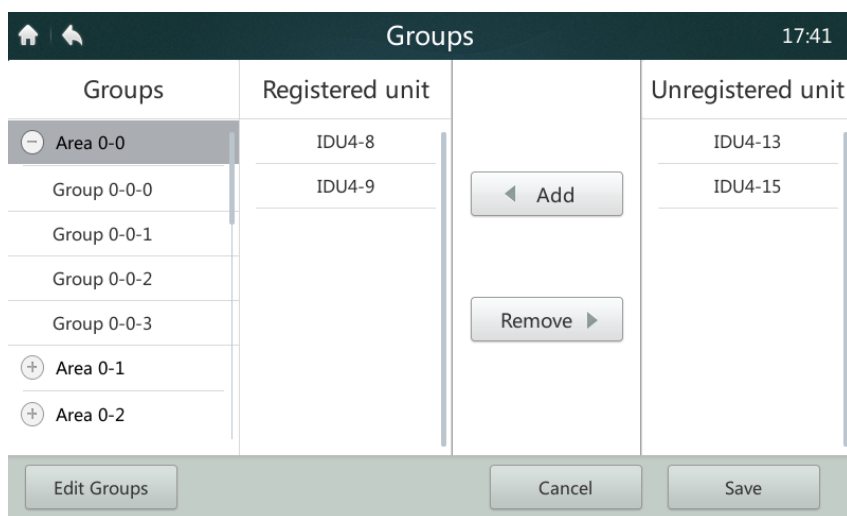 Groups 17:41
Groups
Area 0-0
Group 0-0-0
Group 0-0-1
Group 0-0-2
Group 0-0-3
Area 0-1
Area 0-2
Registered unit
IDU4-8
IDU4-9
Add
Remove
Unregistered unit
IDU4-13
IDU4-15
Edit Groups
Cancel
Save